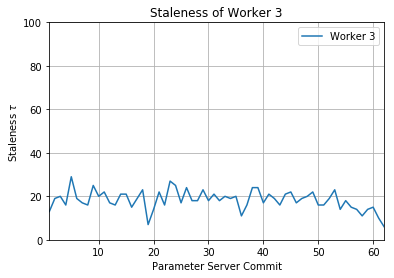 Staleness of Worker 3
Worker 3
Staleness τ
100
80
60
40
20
0
10 20 30 40 50 60
Parameter Server Commit